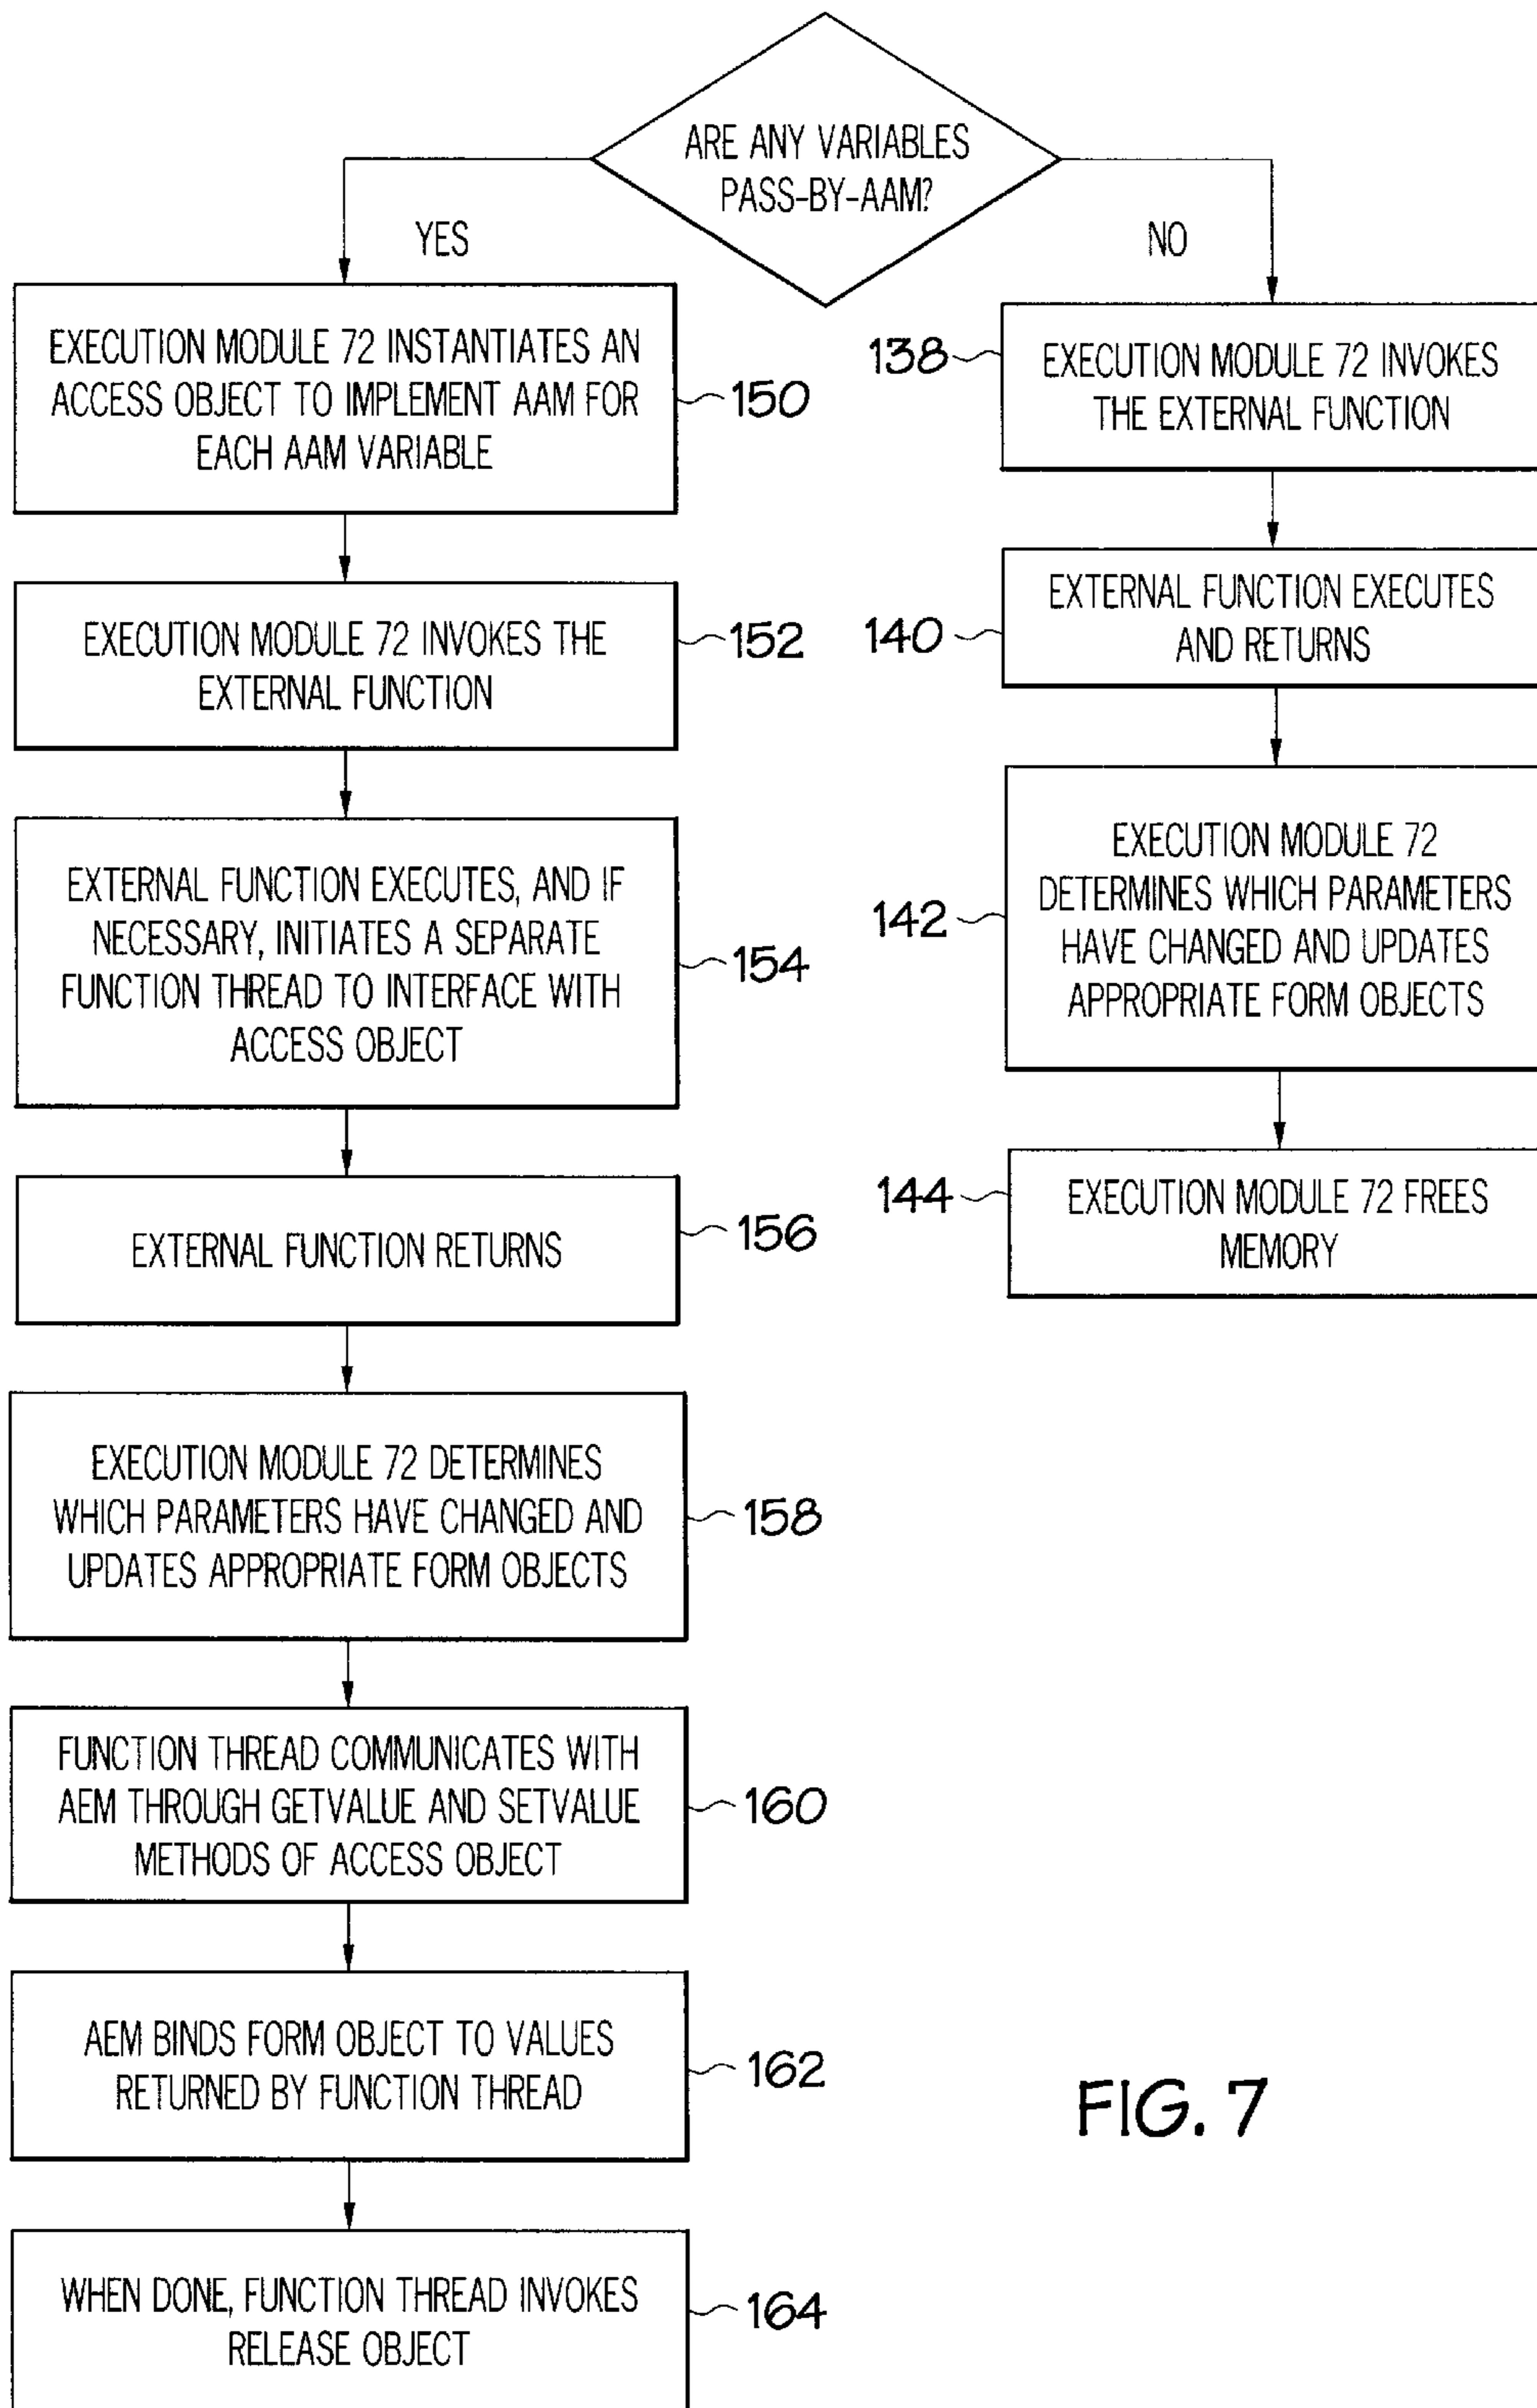 ARE ANY VARIABLES
PASS-BY-AAM?
YES
NO
EXECUTION MODULE 72 INSTANTIATES AN
ACCESS OBJECT TO IMPLEMENT AAM FOR
EACH AAM VARIABLE
150
EXECUTION MODULE 72 INVOKES THE
EXTERNAL FUNCTION
152
EXTERNAL FUNCTION EXECUTES, AND IF
NECESSARY, INITIATES A SEPARATE
FUNCTION THREAD TO INTERFACE WITH
ACCESS OBJECT
154
EXTERNAL FUNCTION RETURNS
156
EXECUTION MODULE 72 DETERMINES
WHICH PARAMETERS HAVE CHANGED AND
UPDATES APPROPRIATE FORM OBJECTS
158
FUNCTION THREAD COMMUNICATES WITH
AEM THROUGH GETVALUE AND SETVALUE
METHODS OF ACCESS OBJECT
160
AEM BINDS FORM OBJECT TO VALUES
RETURNED BY FUNCTION THREAD
162
WHEN DONE, FUNCTION THREAD INVOKES
RELEASE OBJECT
164
138
EXECUTION MODULE 72 INVOKES
THE EXTERNAL FUNCTION
140
EXTERNAL FUNCTION EXECUTES
AND RETURNS
142
EXECUTION MODULE 72
DETERMINES WHICH PARAMETERS
HAVE CHANGED AND UPDATES
APPROPRIATE FORM OBJECTS
144
EXECUTION MODULE 72 FREES
MEMORY
FIG. 7